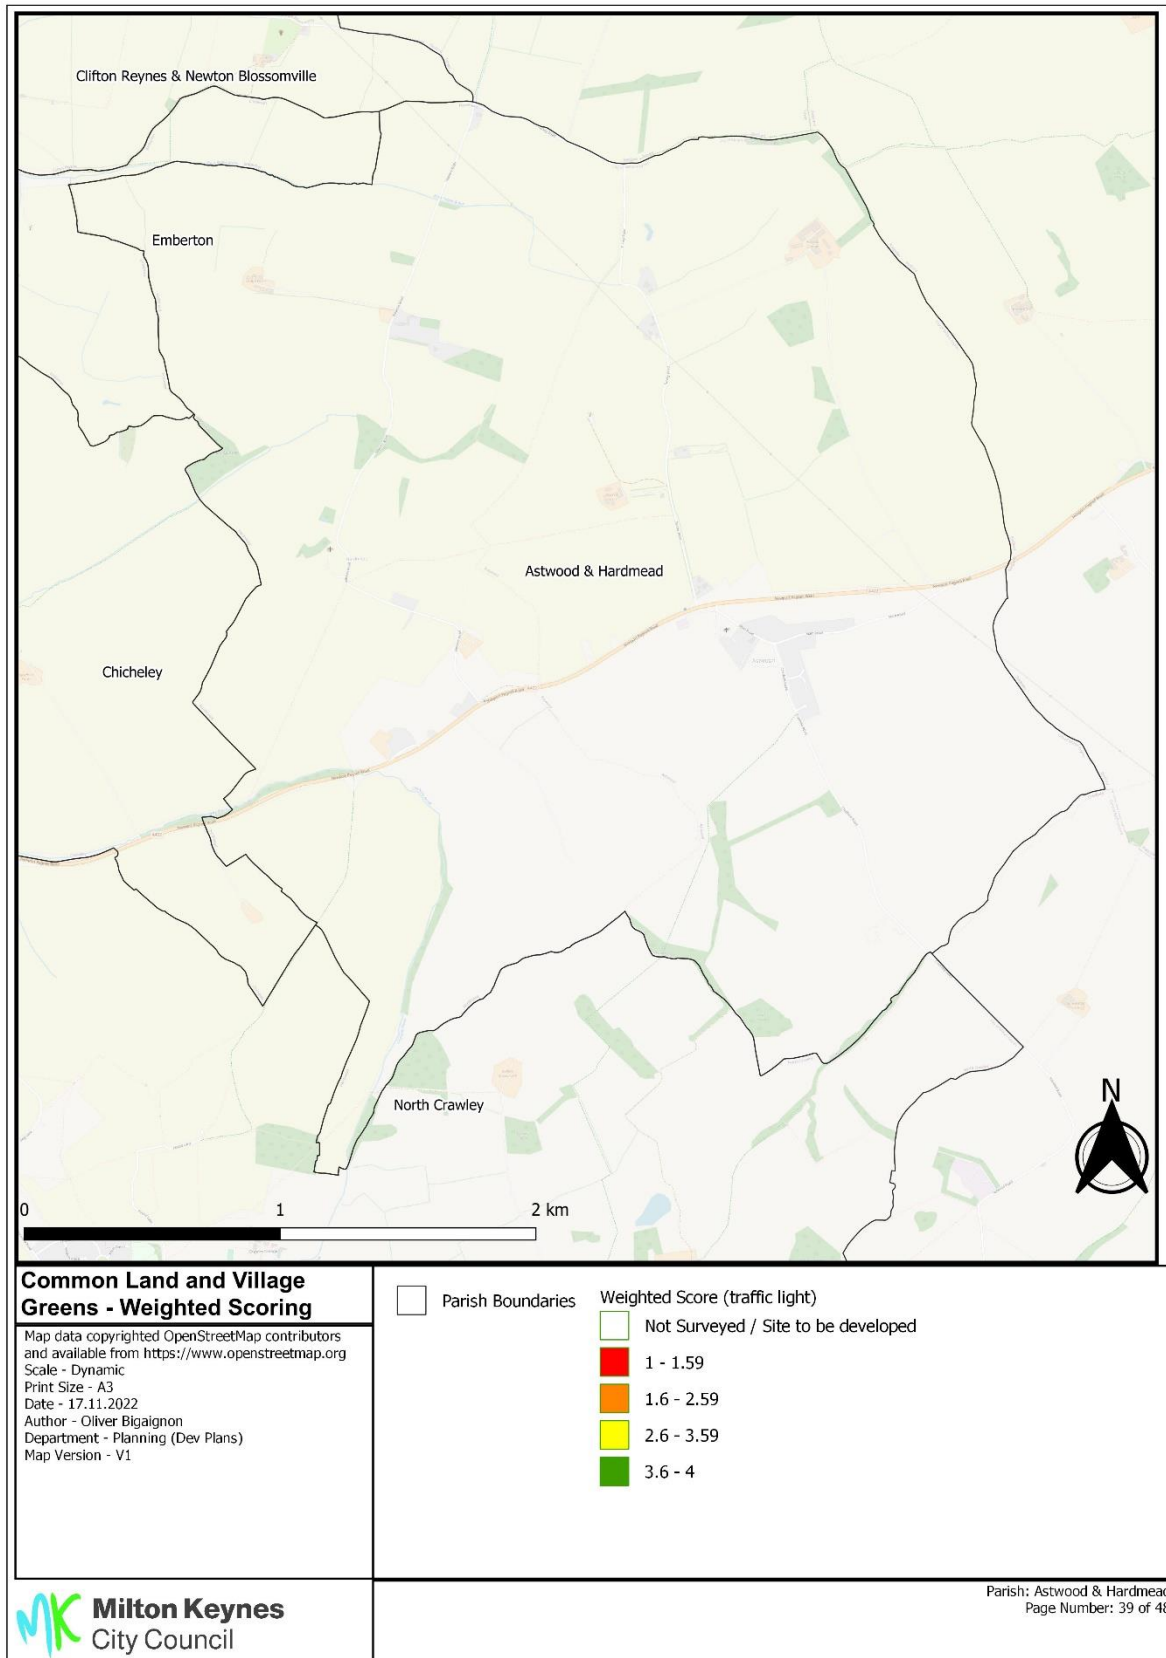 Clifton Reynes & Newton Blossomville
Emberton
Astwood & Hardmead
Chicheley
North Crawley
N
0 1 2 km
Common Land and Village
Greens - Weighted Scoring
Map data copyrighted OpenStreetMap contributors
and available from https://www.openstreetmap.org
Scale - Dynamic
Print Size - A3
Date - 17.11.2022
Author - Oliver Bigaignon
Department - Planning (Dev Plans)
Map Version - V1
Parish Boundaries
Weighted Score (traffic light)
Not Surveyed / Site to be developed
1 - 1.59
1.6 - 2.59
2.6 - 3.59
3.6 - 4
MK Milton Keynes
City Council
Parish: Astwood & Hardmead
Page Number: 39 of 48